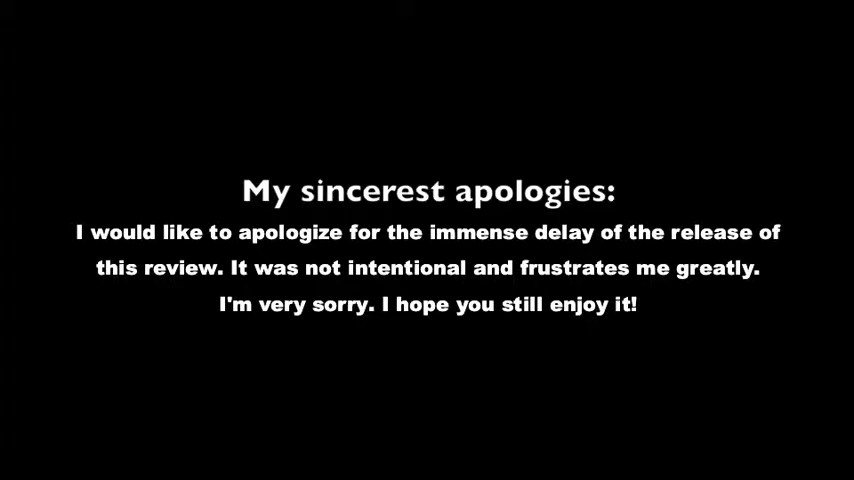 My sincerest apologies:
I would like to apologize for the immense delay of the release of
this review. It was not intentional and frustrates me greatly.
I'm very sorry. I hope you still enjoy it!